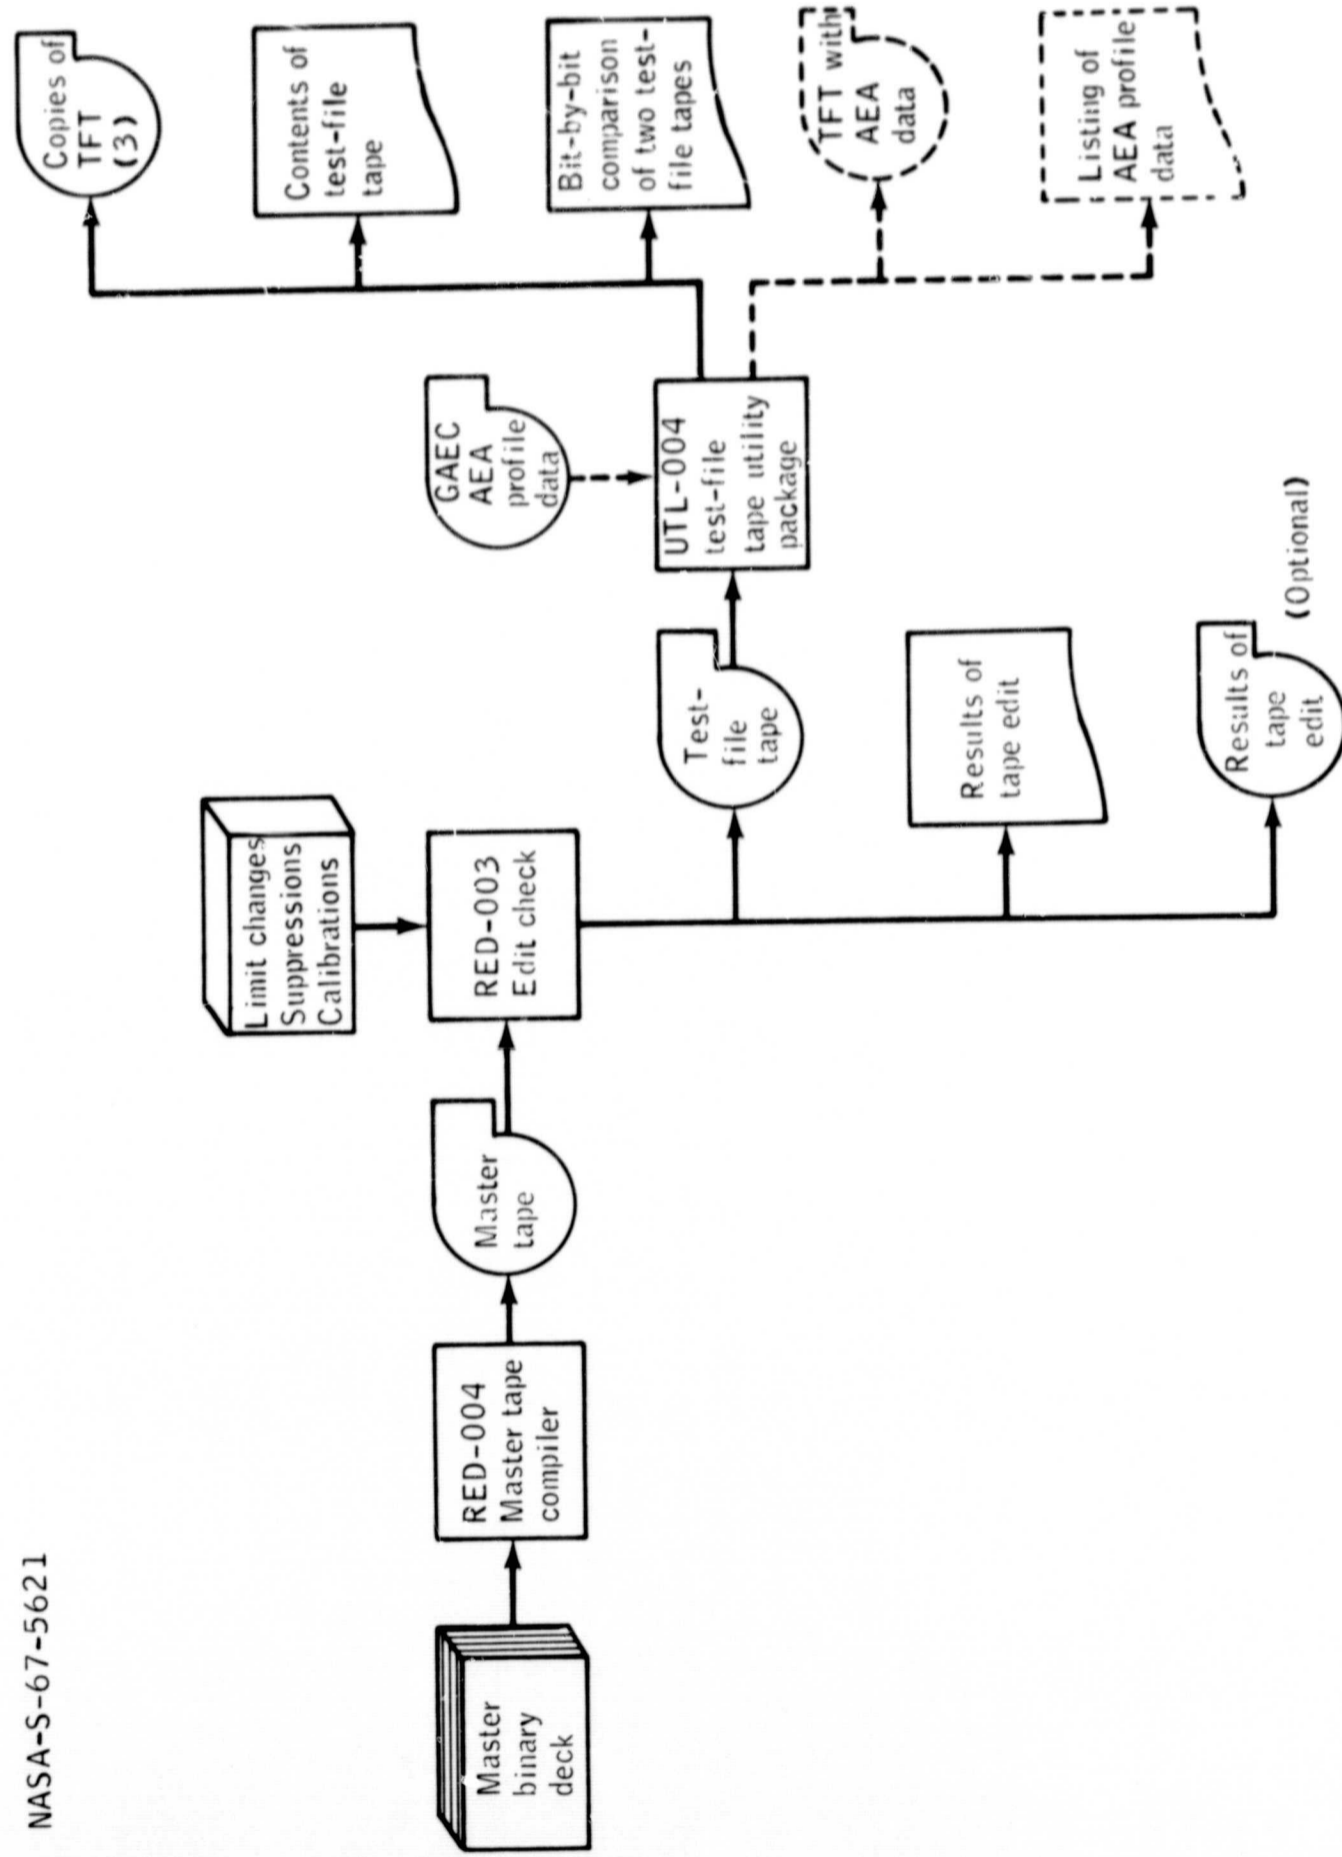 NASA-S-67-5621
Master
binary
deck
RED-004
Master tape
compiler
Master
tape
Limit changes
Suppressions
Calibrations
RED-003
Edit check
Test-
file
tape
Results of
tape edit
Results of
tape
edit
(Optional)
GAEC
AEA
profile
data
UTL-004
test-file
tape utility
package
Copies of
TFT
(3)
Contents of
test-file
tape
Bit-by-bit
comparison
of two test-
file tapes
TFT with
AEA
data
Listing of
AEA profile
data